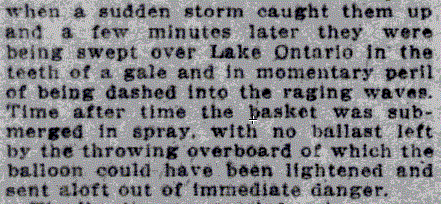 when a sudden storm caught them up
and a few minutes later they were
being swept over Lake Ontario in the
teeth of a gale and in momentary peril
of being dashed into the raging waves.
Time after time the basket was sub-
merged in spray, with no ballast left
by the throwing overboard of which the
balloon could have been lightened and
sent aloft out of immediate danger.